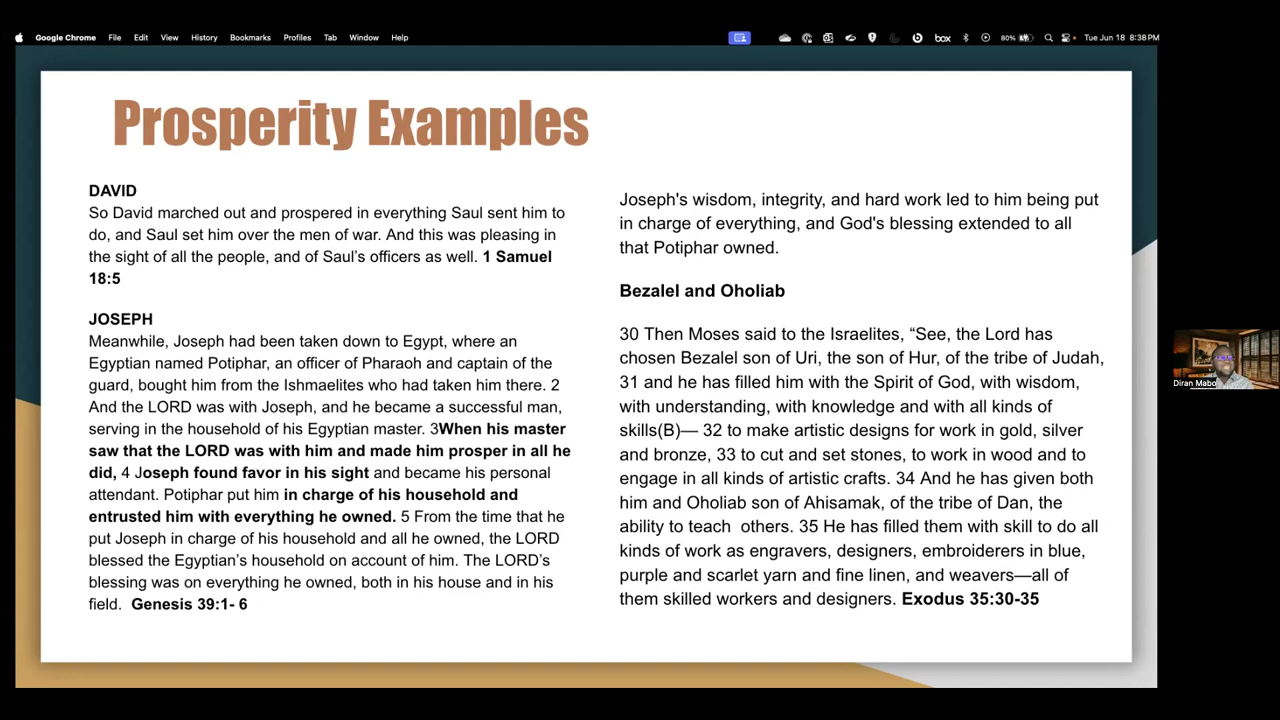 Google Chrome File Edit View History Bookmarks Profiles Tab Window Help
box
80%
Tue Jun 18 8:38 PM
Prosperity Examples
DAVID
So David marched out and prospered in everything Saul sent him to
do, and Saul set him over the men of war. And this was pleasing in
the sight of all the people, and of Saul’s officers as well. 1 Samuel
18:5
JOSEPH
Meanwhile, Joseph had been taken down to Egypt, where an
Egyptian named Potiphar, an officer of Pharaoh and captain of the
guard, bought him from the Ishmaelites who had taken him there. 2
And the LORD was with Joseph, and he became a successful man,
serving in the household of his Egyptian master. 3When his master
saw that the LORD was with him and made him prosper in all he
did, 4 Joseph found favor in his sight and became his personal
attendant. Potiphar put him in charge of his household and
entrusted him with everything he owned. 5 From the time that he
put Joseph in charge of his household and all he owned, the LORD
blessed the Egyptian’s household on account of him. The LORD’s
blessing was on everything he owned, both in his house and in his
field. Genesis 39:1- 6
Joseph's wisdom, integrity, and hard work led to him being put
in charge of everything, and God's blessing extended to all
that Potiphar owned.
Bezalel and Oholiab
30 Then Moses said to the Israelites, “See, the Lord has
chosen Bezalel son of Uri, the son of Hur, of the tribe of Judah,
31 and he has filled him with the Spirit of God, with wisdom,
with understanding, with knowledge and with all kinds of
skills(B)— 32 to make artistic designs for work in gold, silver
and bronze, 33 to cut and set stones, to work in wood and to
engage in all kinds of artistic crafts. 34 And he has given both
him and Oholiab son of Ahisamak, of the tribe of Dan, the
ability to teach  others. 35 He has filled them with skill to do all
kinds of work as engravers, designers, embroiderers in blue,
purple and scarlet yarn and fine linen, and weavers—all of
them skilled workers and designers. Exodus 35:30-35
Diran Mabo